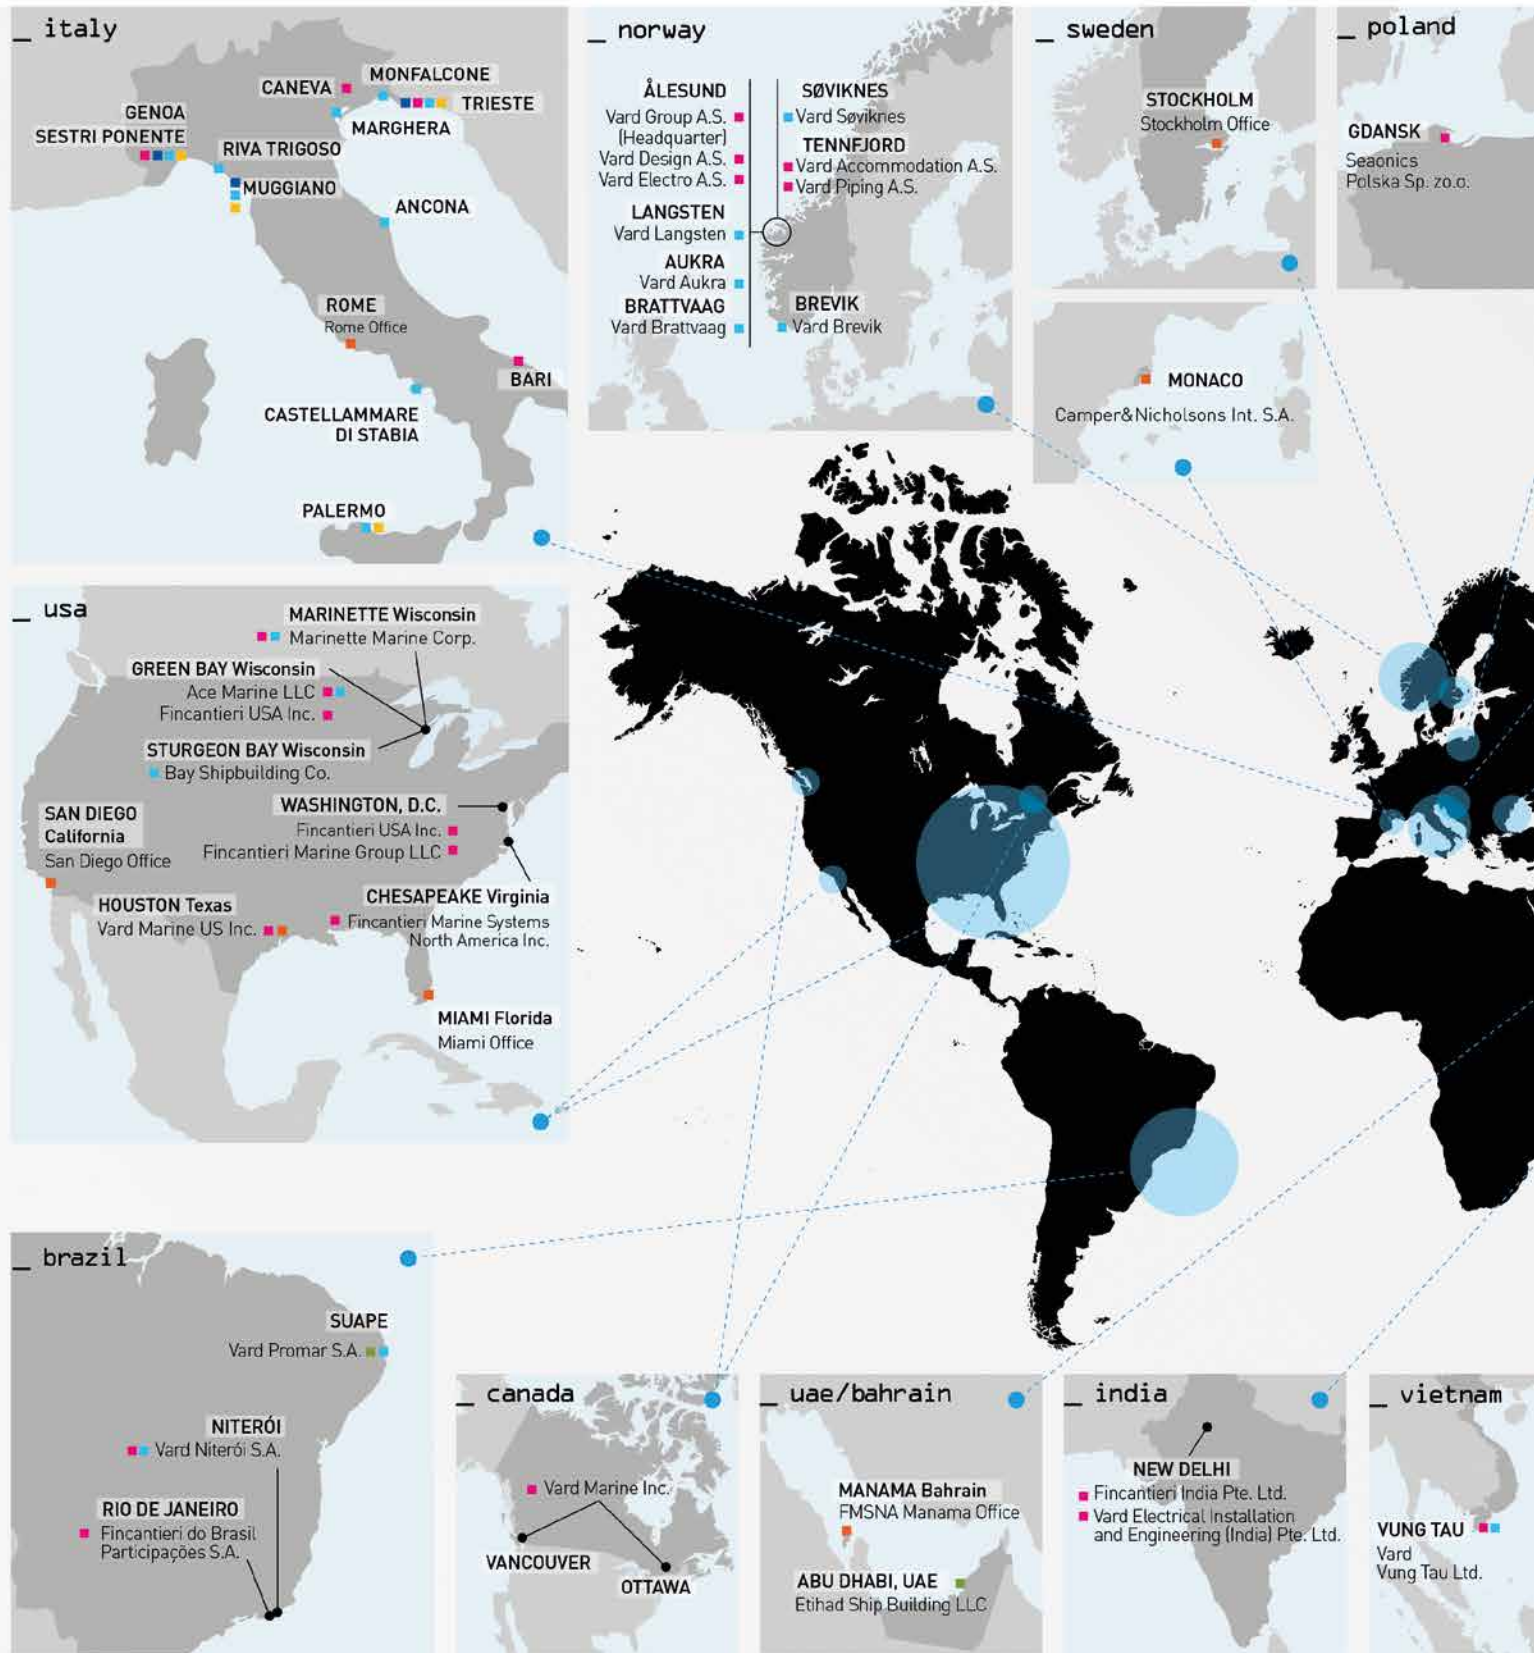 _ italy
CANEVA
MONFALCONE
TRIESTE
GENOA
SESTRI PONENTE
MARGHERA
RIVA TRIGOSO
MUGGIANO
ANCONA
ROME
Rome Office
BARI
CASTELLAMMARE
DI STABIA
PALERMO
_ norway
ÅLESUND
Vard Group A.S.
(Headquarter)
Vard Design A.S.
Vard Electro A.S.
LANGSTEN
Vard Langsten
AUKRA
Vard Aukra
BRATTVAAG
Vard Brattvaag
SØVIKNES
Vard Søviknes
TENNFJORD
Vard Accommodation A.S.
Vard Piping A.S.
BREVIK
Vard Brevik
_ sweden
STOCKHOLM
Stockholm Office
_ poland
GDANSK
Seaonics
Polska Sp. zo.o.
MONACO
Camper&Nicholsons Int. S.A.
_ usa
MARINETTE Wisconsin
Marinette Marine Corp.
GREEN BAY Wisconsin
Ace Marine LLC
Fincantieri USA Inc.
STURGEON BAY Wisconsin
Bay Shipbuilding Co.
WASHINGTON, D.C.
Fincantieri USA Inc.
Fincantieri Marine Group LLC
SAN DIEGO
California
San Diego Office
CHESAPEAKE Virginia
Fincantieri Marine Systems
North America Inc.
HOUSTON Texas
Vard Marine US Inc.
MIAMI Florida
Miami Office
_ brazil
SUAPE
Vard Promar S.A.
NITERÓI
Vard Niterói S.A.
RIO DE JANEIRO
Fincantieri do Brasil
Participações S.A.
_ canada
Vard Marine Inc.
VANCOUVER
OTTAWA
_ uae/bahrain
MANAMA Bahrain
FMSNA Manama Office
ABU DHABI, UAE
Etihad Ship Building LLC
_ india
NEW DELHI
Fincantieri India Pte. Ltd.
Vard Electrical Installation
and Engineering (India) Pte. Ltd.
_ vietnam
VUNG TAU
Vard
Vung Tau Ltd.